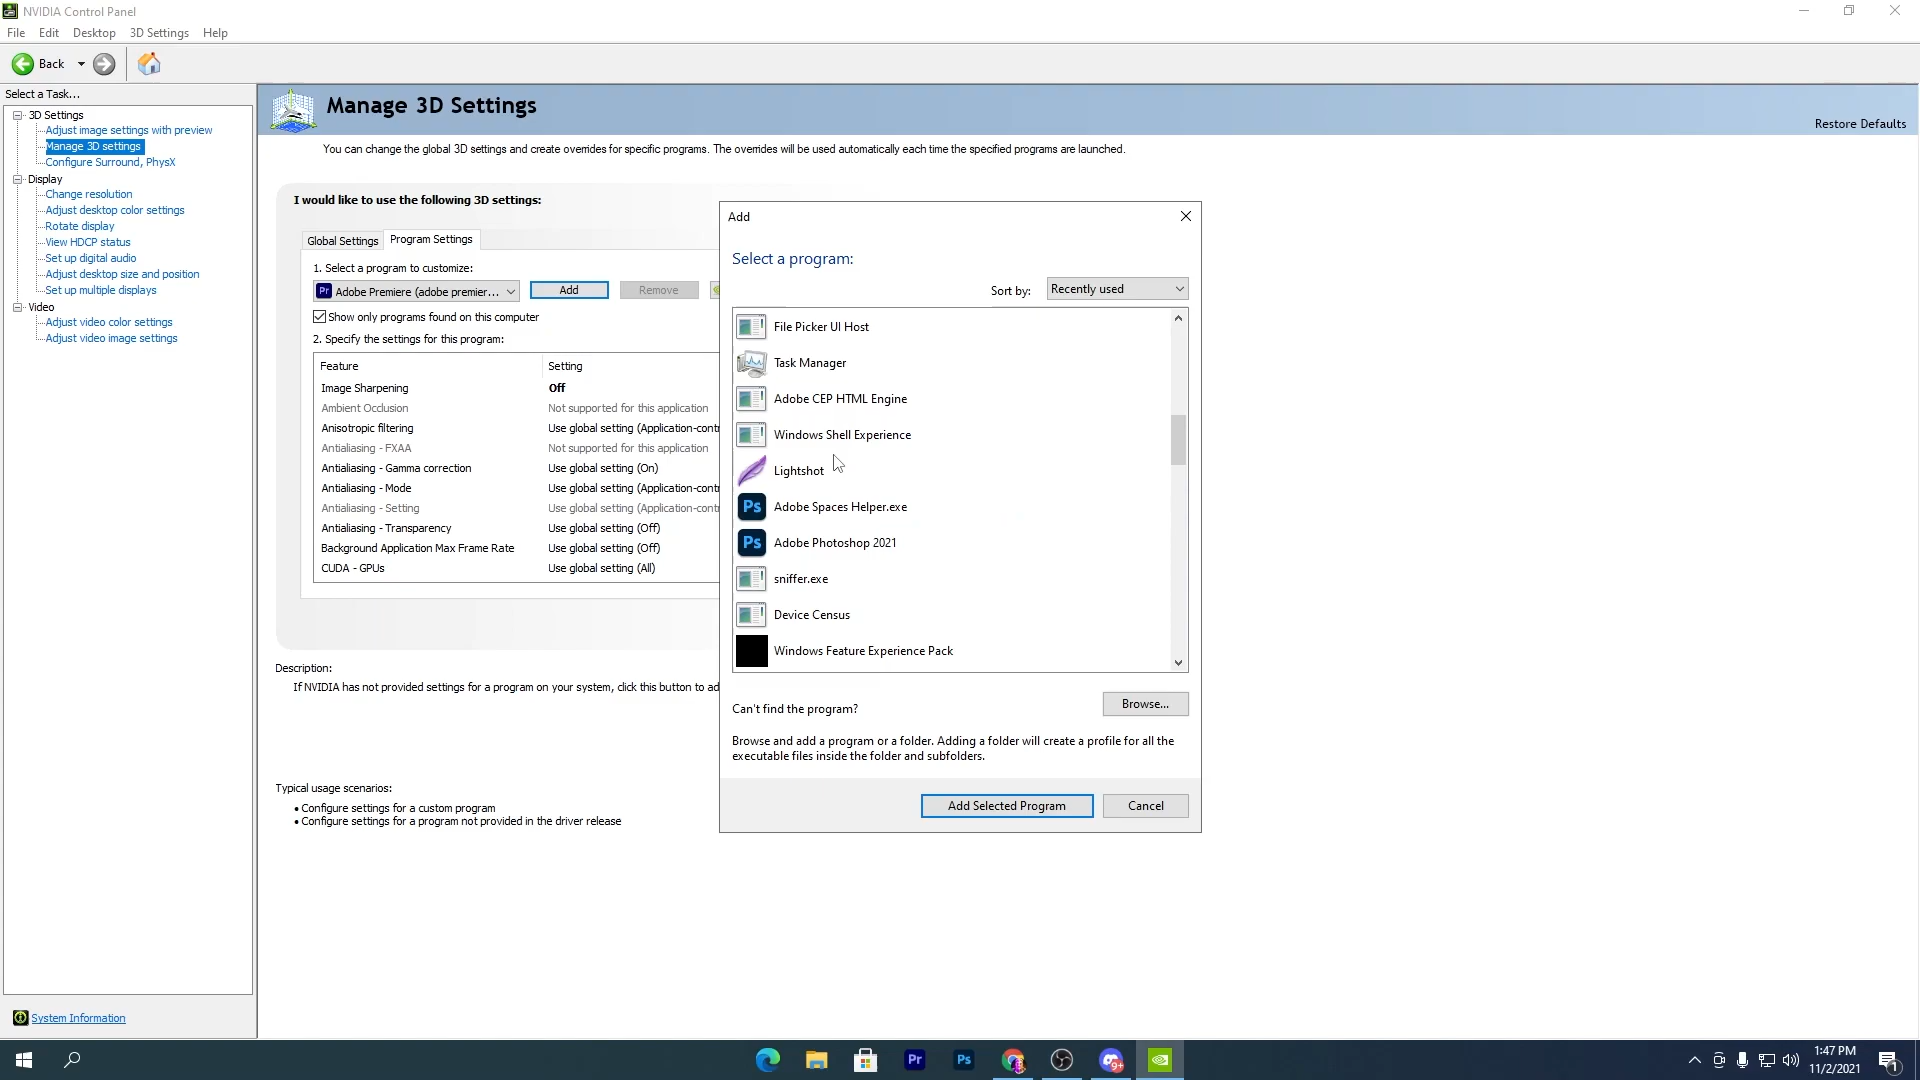 NVIDIA Control Panel
File Edit Desktop 3D Settings Help
Back
Select a Task...
3D Settings
Adjust image settings with preview
Manage 3D settings
Configure Surround, PhysX
Display
Change resolution
Adjust desktop color settings
Rotate display
View HDCP status
Set up digital audio
Adjust desktop size and position
Set up multiple displays
Video
Adjust video color settings
Adjust video image settings
System Information
Manage 3D Settings
Restore Defaults
You can change the global 3D settings and create overrides for specific programs. The overrides will be used automatically each time the specified programs are launched.
I would like to use the following 3D settings:
Global Settings Program Settings
1. Select a program to customize:
Pr Adobe Premiere (adobe premier... Add Remove
Show only programs found on this computer
2. Specify the settings for this program:
Feature Setting
Image Sharpening Off
Ambient Occlusion Not supported for this application
Anisotropic filtering Use global setting (Application-contr
Antialiasing - FXAA Not supported for this application
Antialiasing - Gamma correction Use global setting (On)
Antialiasing - Mode Use global setting (Application-contr
Antialiasing - Setting Use global setting (Application-contr
Antialiasing - Transparency Use global setting (Off)
Background Application Max Frame Rate Use global setting (Off)
CUDA - GPUs Use global setting (All)
Description:
If NVIDIA has not provided settings for a program on your system, click this button to ad
Typical usage scenarios:
• Configure settings for a custom program
• Configure settings for a program not provided in the driver release
Add
Select a program:
Sort by: Recently used
File Picker UI Host
Task Manager
Adobe CEP HTML Engine
Windows Shell Experience
Lightshot
Ps Adobe Spaces Helper.exe
Ps Adobe Photoshop 2021
sniffer.exe
Device Census
Windows Feature Experience Pack
Can't find the program? Browse...
Browse and add a program or a folder. Adding a folder will create a profile for all the
executable files inside the folder and subfolders.
Add Selected Program Cancel
Pr Ps 9+
1:47 PM
11/2/2021
1